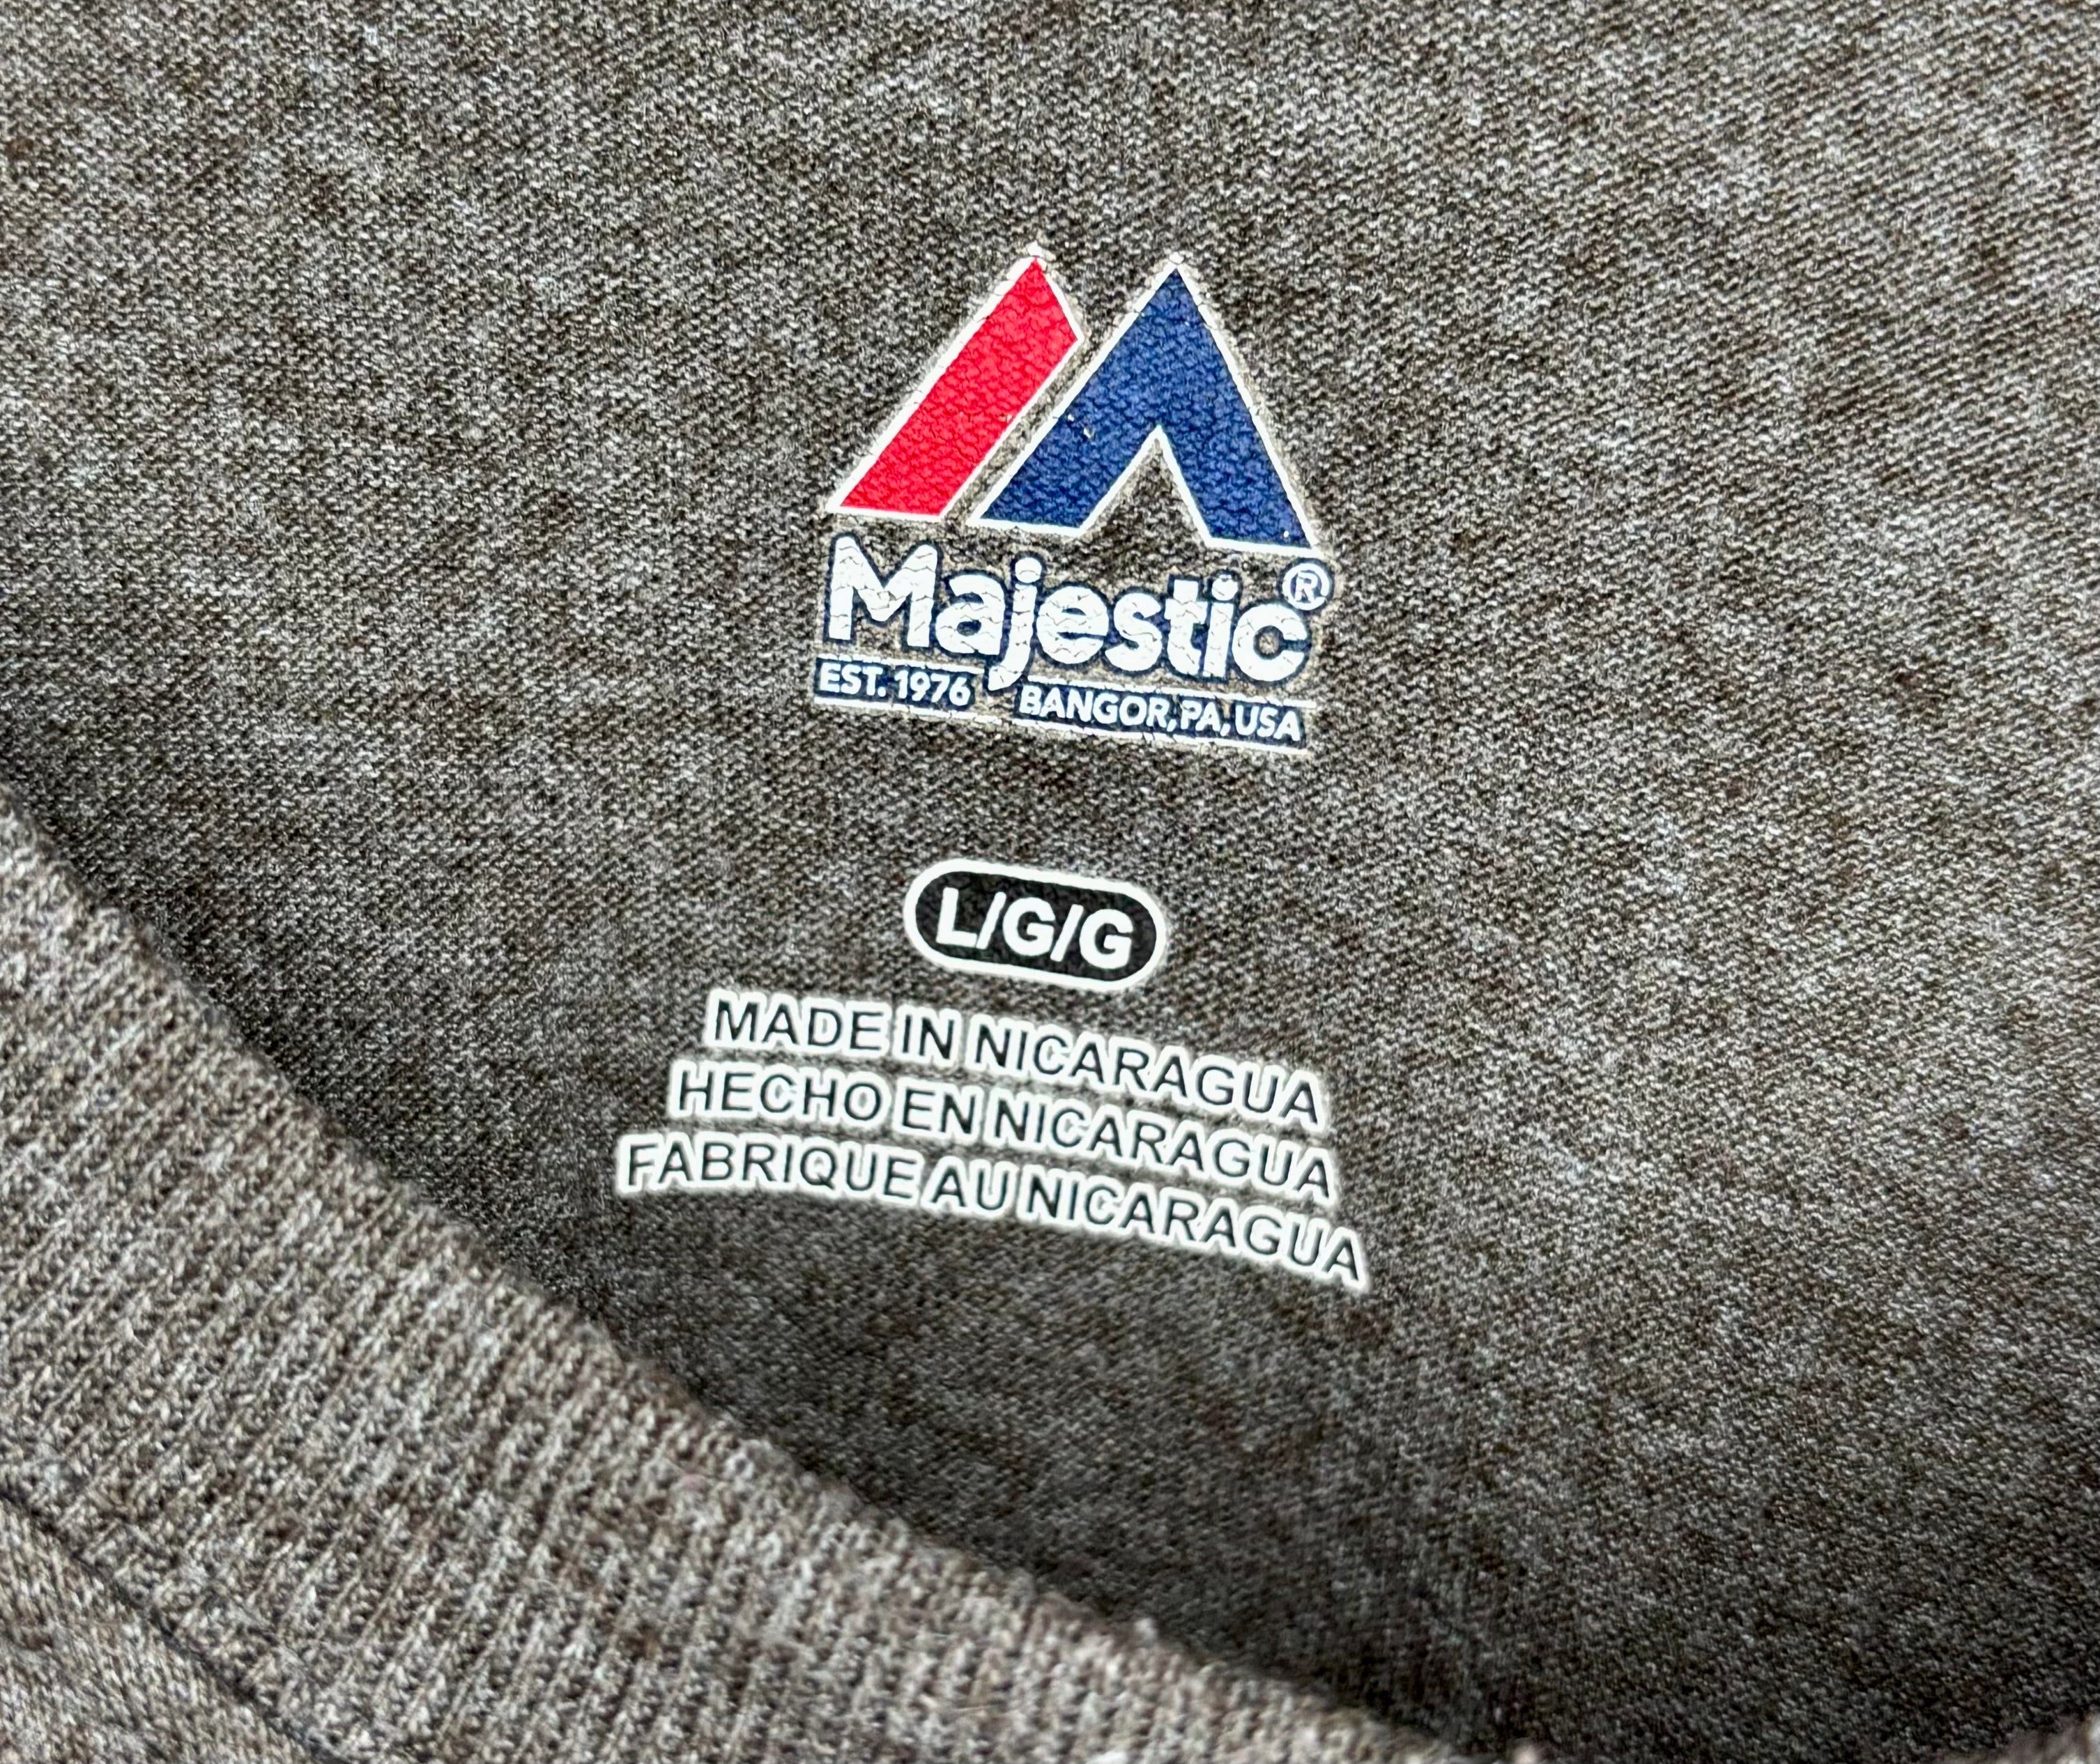 Majestic®
EST. 1976 BANGOR, PA, USA
L/G/G
MADE IN NICARAGUA
HECHO EN NICARAGUA
FABRIQUE AU NICARAGUA